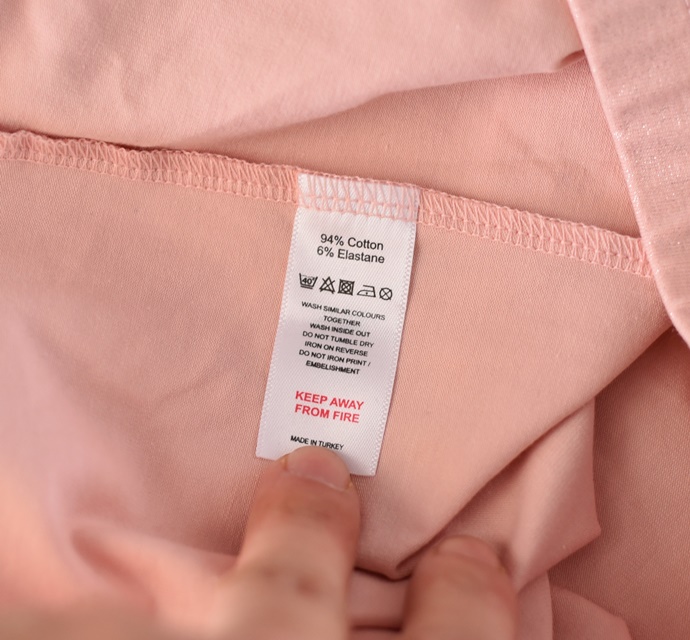 94% Cotton
6% Elastane
40°
WASH SIMILAR COLOURS
TOGETHER
WASH INSIDE OUT
DO NOT TUMBLE DRY
IRON ON REVERSE
DO NOT IRON PRINT /
EMBELISHMENT
KEEP AWAY
FROM FIRE
MADE IN TURKEY